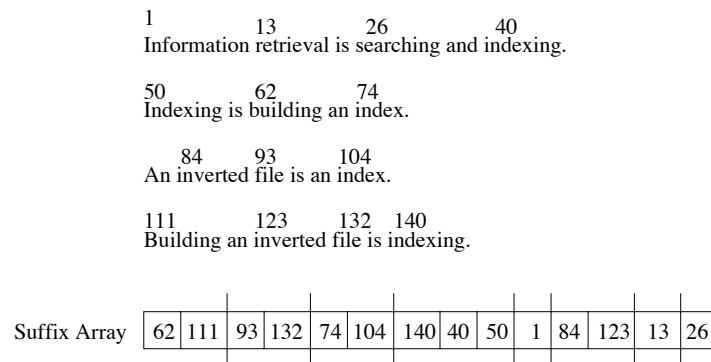 1 13 26 40
Information retrieval is searching and indexing.
50 62 74
Indexing is building an index.
84 93 104
An inverted file is an index.
111 123 132 140
Building an inverted file is indexing.
Suffix Array 62 111 93 132 74 104 140 40 50 1 84 123 13 26